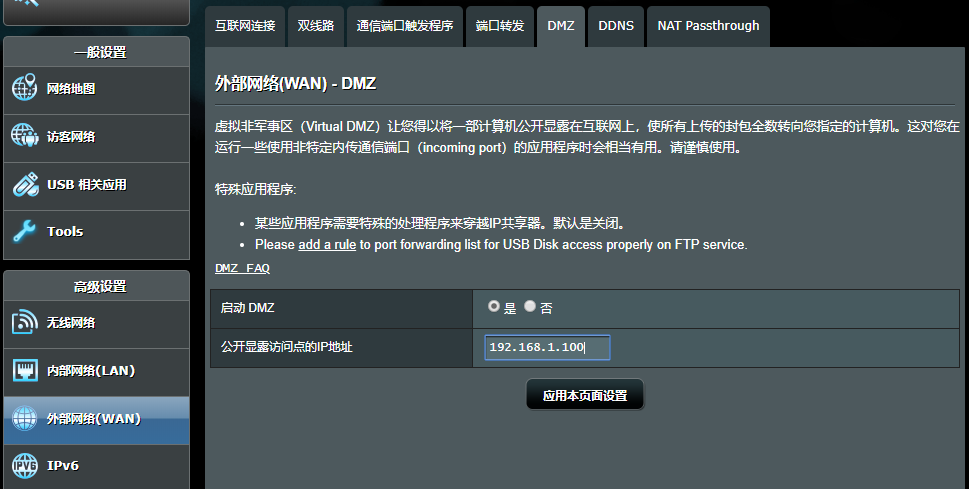 互联网连接 双线路 通信端口触发程序 端口转发 DMZ DDNS NAT Passthrough
一般设置
网络地图
访客网络
USB 相关应用
Tools
高级设置
无线网络
内部网络(LAN)
外部网络(WAN)
IPv6
外部网络(WAN) - DMZ
虚拟非军事区（Virtual DMZ）让您得以将一部计算机公开显露在互联网上，使所有上传的封包全数转向您指定的计算机。这对您在
运行一些使用非特定内传通信端口（incoming port）的应用程序时会相当有用。请谨慎使用。
特殊应用程序:
• 某些应用程序需要特殊的处理程序来穿越IP共享器。默认是关闭。
• Please add a rule to port forwarding list for USB Disk access properly on FTP service.
DMZ FAQ
启动 DMZ 是 否
公开显露访问点的IP地址 192.168.1.100
应用本页面设置